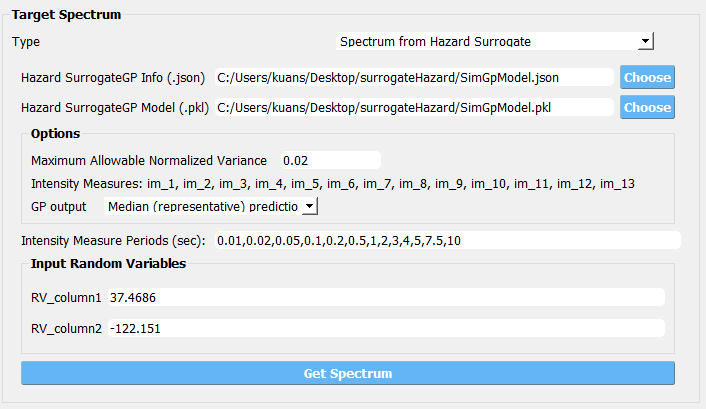 Target Spectrum
Type Spectrum from Hazard Surrogate
Hazard SurrogateGP Info (.json) C:/Users/kuans/Desktop/surrogateHazard/SimGpModel.json Choose
Hazard SurrogateGP Model (.pkl) C:/Users/kuans/Desktop/surrogateHazard/SimGpModel.pkl Choose
Options
Maximum Allowable Normalized Variance 0.02
Intensity Measures: im_1, im_2, im_3, im_4, im_5, im_6, im_7, im_8, im_9, im_10, im_11, im_12, im_13
GP output Median (representative) predictio
Intensity Measure Periods (sec): 0.01,0.02,0.05,0.1,0.2,0.5,1,2,3,4,5,7.5,10
Input Random Variables
RV_column1 37.4686
RV_column2 -122.151
Get Spectrum